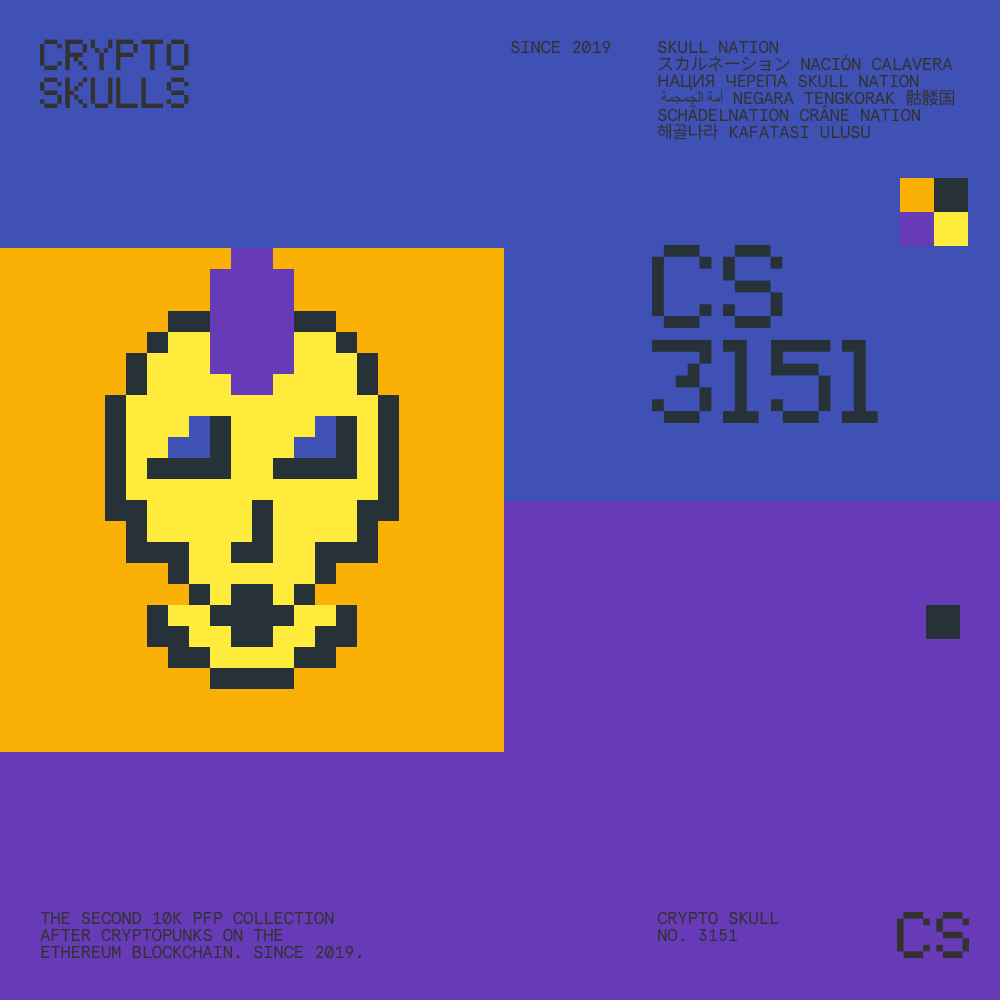 CRYPTO
SKULLS
SINCE 2019
SKULL NATION
スカルネーション NACIÓN CALAVERA
НАЦИЯ ЧЕРЕПА SKULL NATION
أمة الجمجمة NEGARA TENGKORAK 骷髅国
SCHÄDELNATION CRÂNE NATION
해골나라 KAFATASI ULUSU
CS
3151
THE SECOND 10K PFP COLLECTION
AFTER CRYPTOPUNKS ON THE
ETHEREUM BLOCKCHAIN. SINCE 2019.
CRYPTO SKULL
NO. 3151
CS